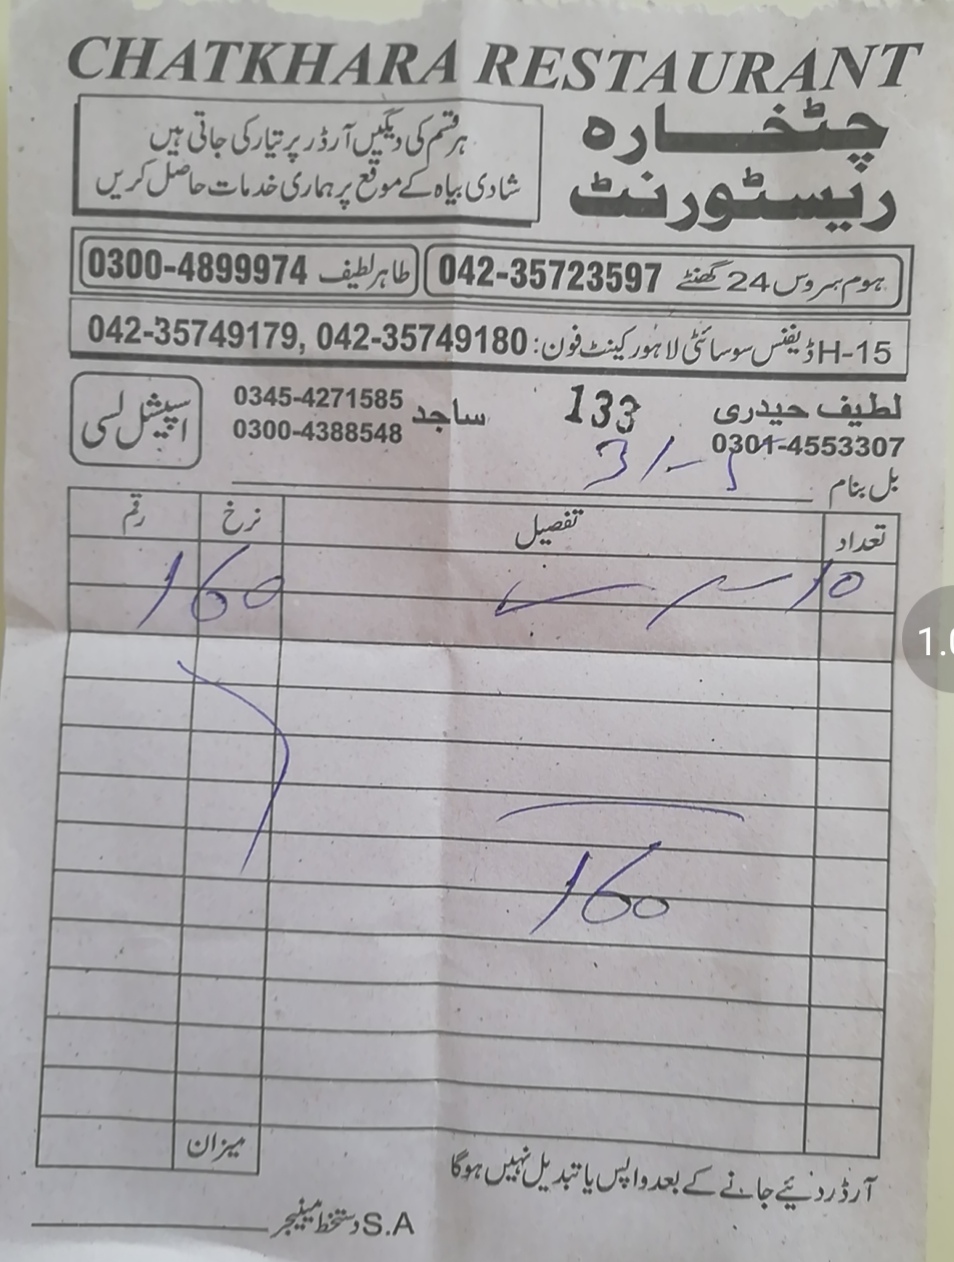 CHATKHARA RESTAURANT
چٹخارہ
ریسٹورنٹ
ہر قسم کی دیگیں آرڈر پر تیار کی جاتی ہیں
شادی بیاہ کے موقع پر ہماری خدمات حاصل کریں
ہوم سروس 24 گھنٹے 042-35723597
طاہر لطیف 0300-4899974
H-15 ڈیفنس سوسائٹی لاہور کینٹ فون: 042-35749180, 042-35749179
لطیف حیدری
0301-4553307
133
ساجد 0345-4271585
0300-4388548
اسپیشل لسی
بل بنام
تعداد تفصیل نرخ رقم
10 160
160
میزان
آرڈر دئیے جانے کے بعد واپس یا تبدیل نہیں ہوگا
S.A دستخط مینیجر
1.0